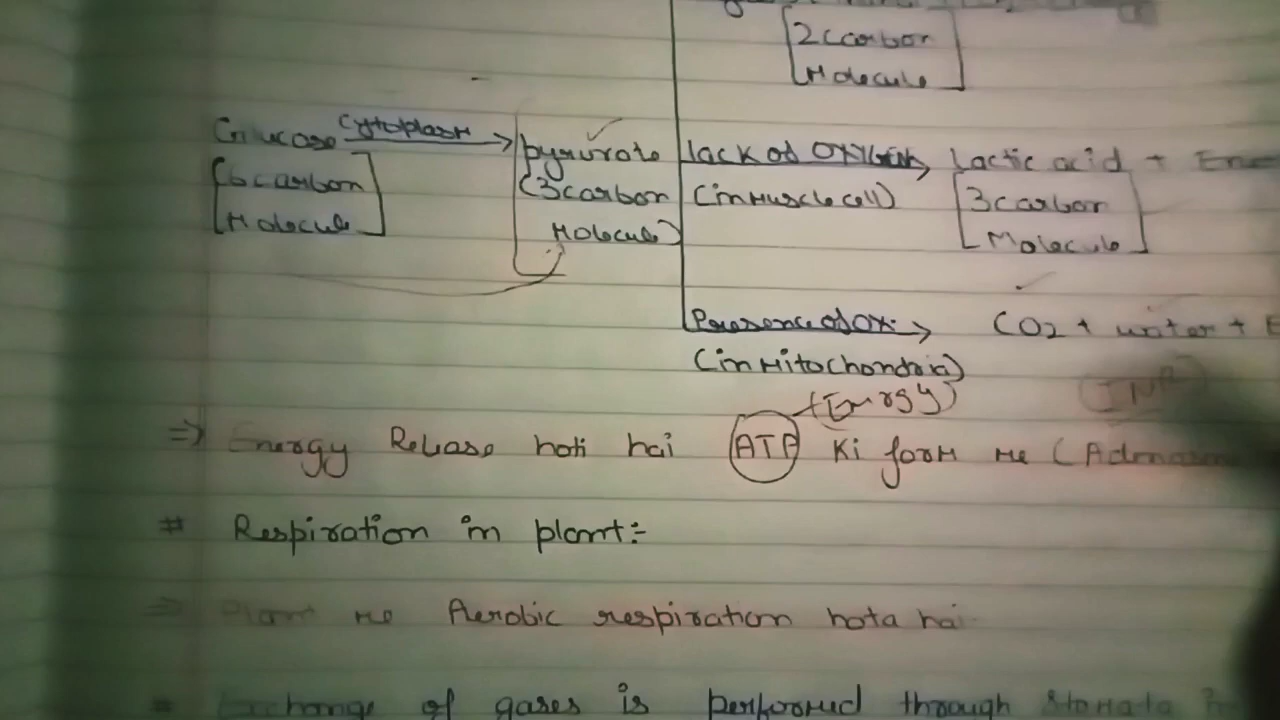 [2 carbon
Molecule]
Glucose Cytoplasm → pyruvate lack of oxygen → Lactic acid +
[6 carbon (3 carbon (in Muscle cell) [3 carbon
Molecule] Molecule) Molecule]
Presence of Ox. → CO2 + water + E
(in Mitochondria)
(Energy)
⇒ Energy Release hoti hai ATP Ki form me (
# Respiration in plant:-
⇒ Plant me Aerobic respiration hota hai
Exchange of gases is performed through Stomata in